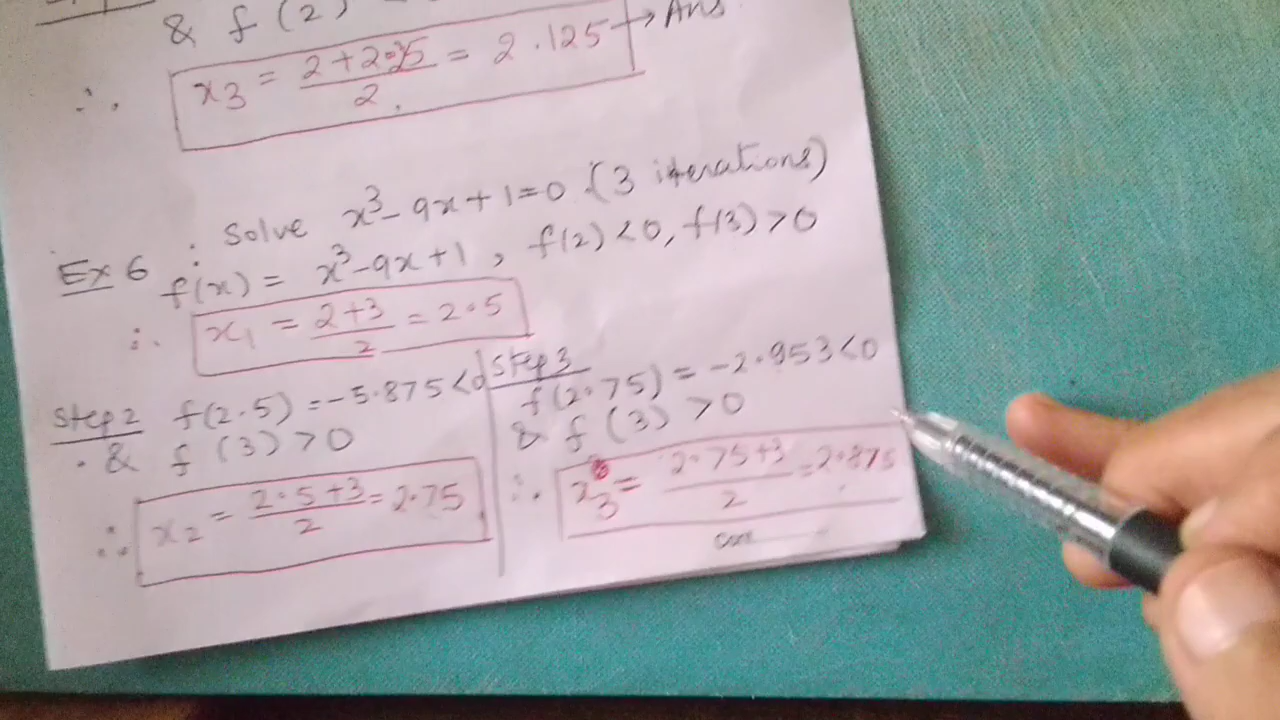 & f (2)
∴ x3 = (2+2.25)/2 = 2.125 → Ans
Ex 6 : Solve x³-9x+1=0 (3 iterations)
f(x) = x³-9x+1, f(2)<0, f(3)>0
∴ x1 = (2+3)/2 = 2.5
Step 2 f(2.5) = -5.875<0
& f (3) >0
∴ x2 = (2.5+3)/2 = 2.75
Step 3
f(2.75) = -2.953<0
& f (3) >0
∴ x3 = (2.75+3)/2 = 2.875